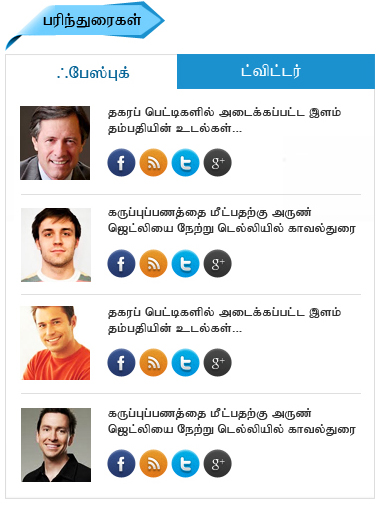 பரிந்துரைகள்
ஃபேஸ்புக்
ட்விட்டர்
தகரப் பெட்டிகளில் அடைக்கப்பட்ட இளம்
தம்பதியின் உடல்கள்...
f t g+
கருப்புப்பணத்தை மீட்பதற்கு அருண்
ஜெட்லியை நேற்று டெல்லியில் காவல்துரை
f t g+
தகரப் பெட்டிகளில் அடைக்கப்பட்ட இளம்
தம்பதியின் உடல்கள்...
f t g+
கருப்புப்பணத்தை மீட்பதற்கு அருண்
ஜெட்லியை நேற்று டெல்லியில் காவல்துரை
f t g+